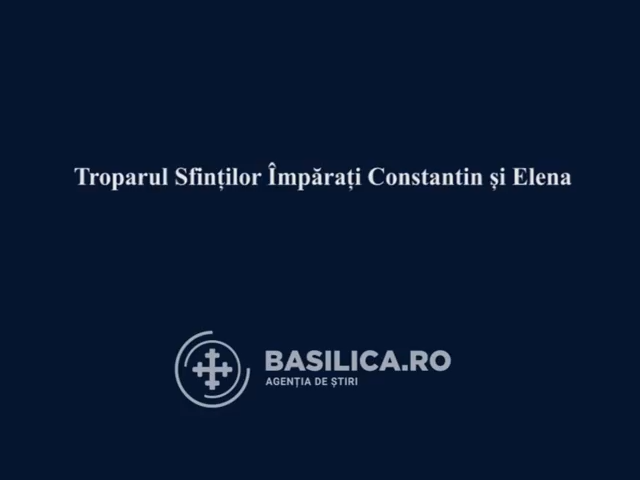 Troparul Sfinților Împărați Constantin și Elena
BASILICA.RO
AGENȚIA DE ȘTIRI